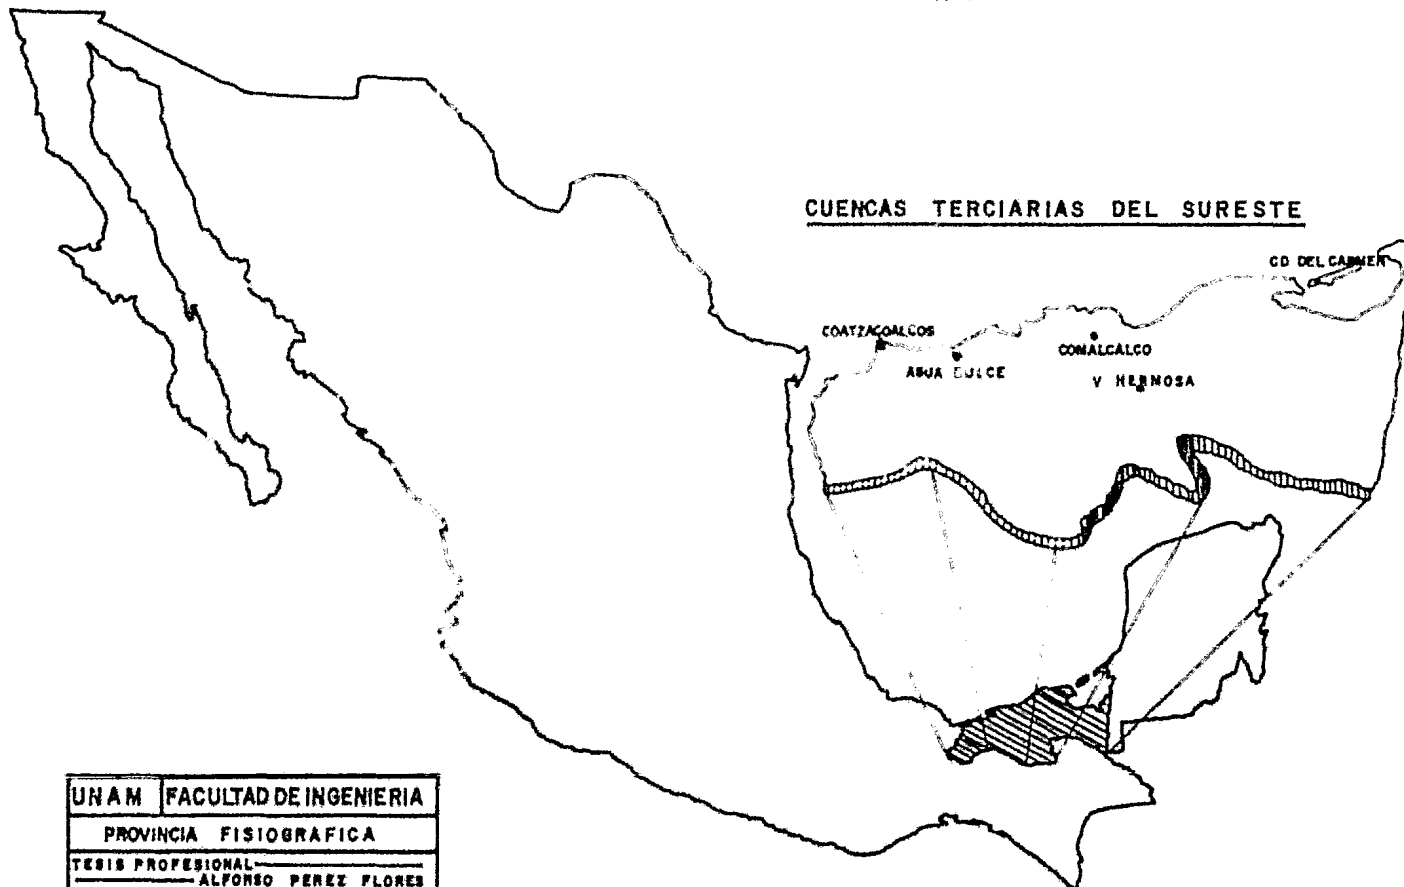 CUENCAS TERCIARIAS DEL SURESTE
CD DEL CARMEN
COATZACOALCOS
AGUA DULCE
COMALCALCO
V HERMOSA
UNAM FACULTAD DE INGENIERIA
PROVINCIA FISIOGRAFICA
TESIS PROFESIONAL
ALFONSO PEREZ FLORES